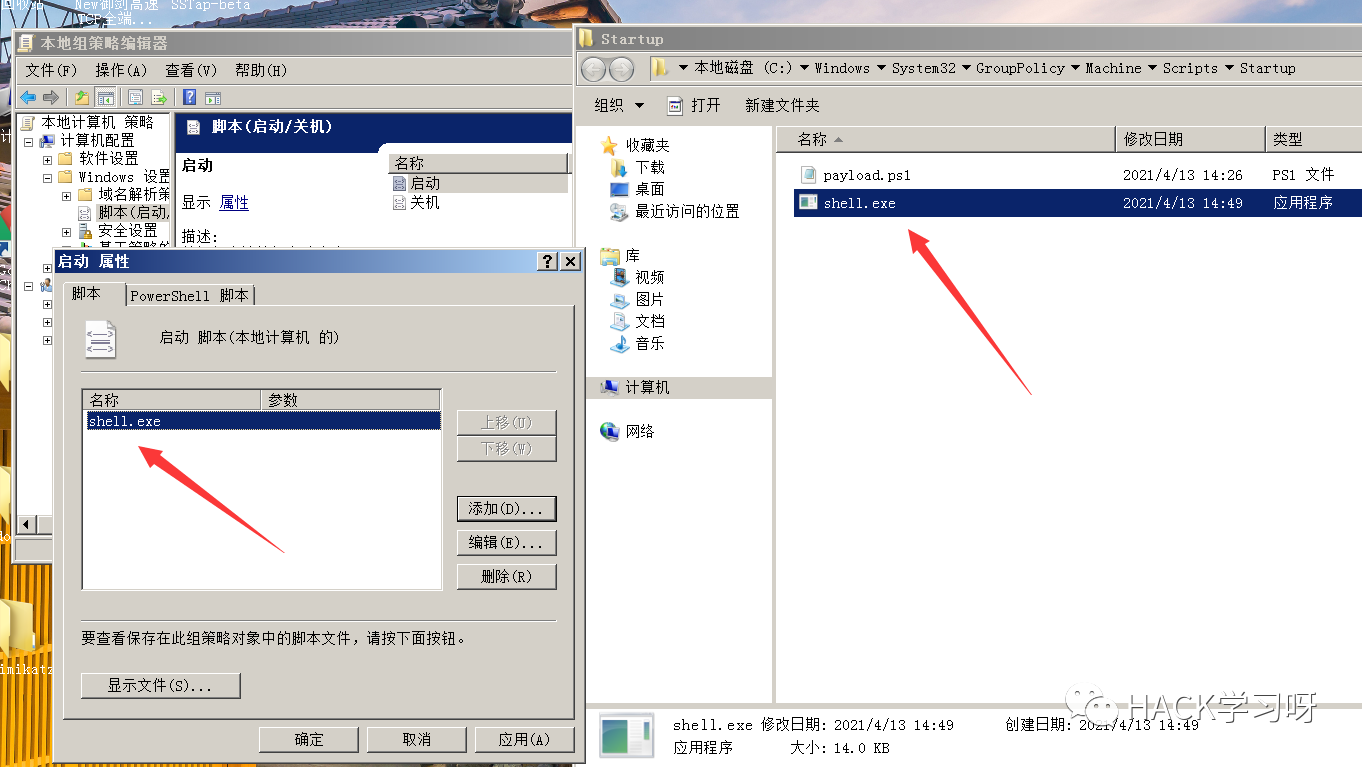 回收站 New御剑高速 SSTap-beta
TCP全端...
本地组策略编辑器
文件(F) 操作(A) 查看(V) 帮助(H)
本地计算机 策略
计算机配置
软件设置
Windows 设置
域名解析策
脚本(启动/
安全设置
基于策略的
脚本(启动/关机)
启动
显示 属性
描述:
名称
启动
关机
启动 属性
脚本
PowerShell 脚本
启动 脚本(本地计算机 的)
名称 参数
shell.exe
上移(U)
下移(W)
添加(D)...
编辑(E)...
删除(R)
要查看保存在此组策略对象中的脚本文件，请按下面按钮。
显示文件(S)...
确定 取消 应用(A)
imikatz
Startup
本地磁盘 (C:) Windows System32 GroupPolicy Machine Scripts Startup
组织 打开 新建文件夹
收藏夹
下载
桌面
最近访问的位置
库
视频
图片
文档
音乐
计算机
网络
名称 修改日期 类型
payload.ps1 2021/4/13 14:26 PS1 文件
shell.exe 2021/4/13 14:49 应用程序
shell.exe 修改日期: 2021/4/13 14:49 创建日期: 2021/4/13 14:49
应用程序 大小: 14.0 KB
HACK学习呀